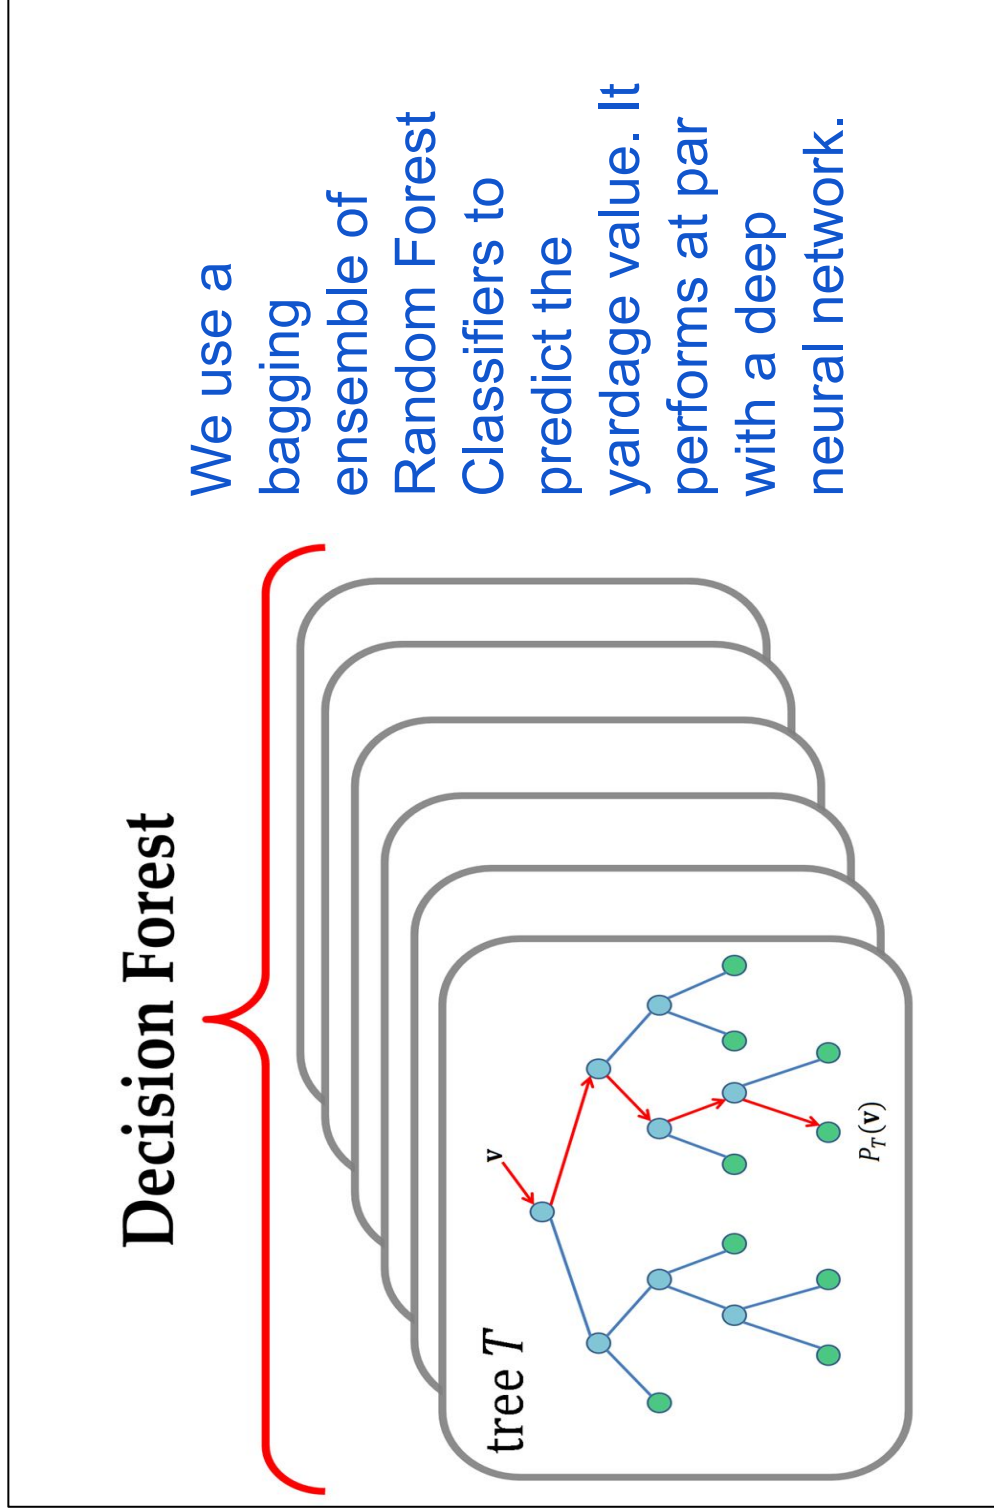 Decision Forest
tree T
v
P_T(v)
We use a
bagging
ensemble of
Random Forest
Classifiers to
predict the
yardage value. It
performs at par
with a deep
neural network.